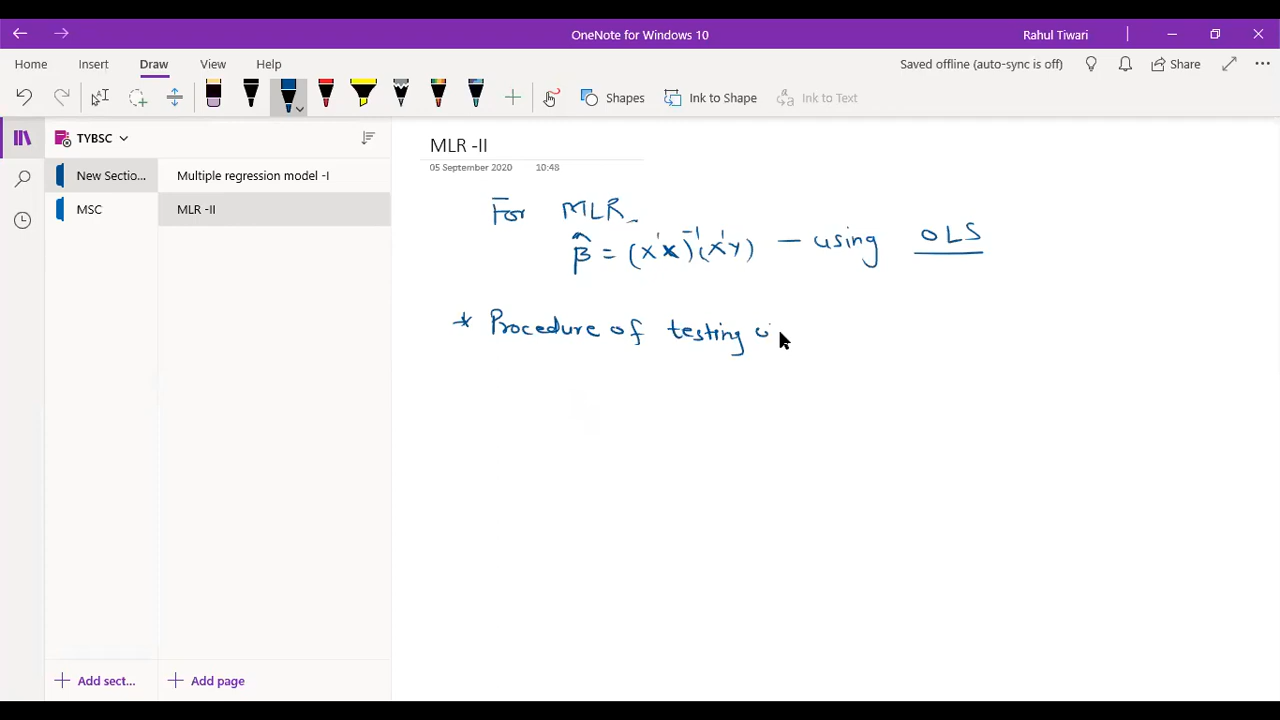 OneNote for Windows 10
Rahul Tiwari
Home Insert Draw View Help
Saved offline (auto-sync is off)
Share
Shapes
Ink to Shape
Ink to Text
TYBSC
New Sectio...
MSC
Multiple regression model -I
MLR -II
MLR -II
05 September 2020 10:48
For MLR
β̂ = (X'X)⁻¹(X'Y) — using OLS
* Procedure of testing
+ Add sect...
+ Add page